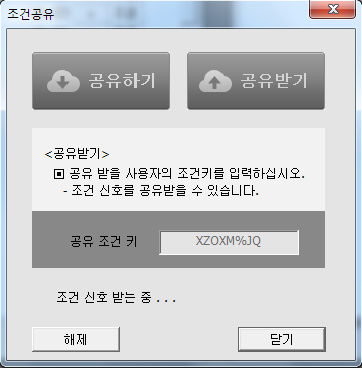 조건공유
공유하기
공유받기
<공유받기>
▣ 공유 받을 사용자의 조건키를 입력하십시오.
- 조건 신호를 공유받을 수 있습니다.
공유 조건 키
XZOXM%JQ
조건 신호 받는 중 . . .
해제
닫기